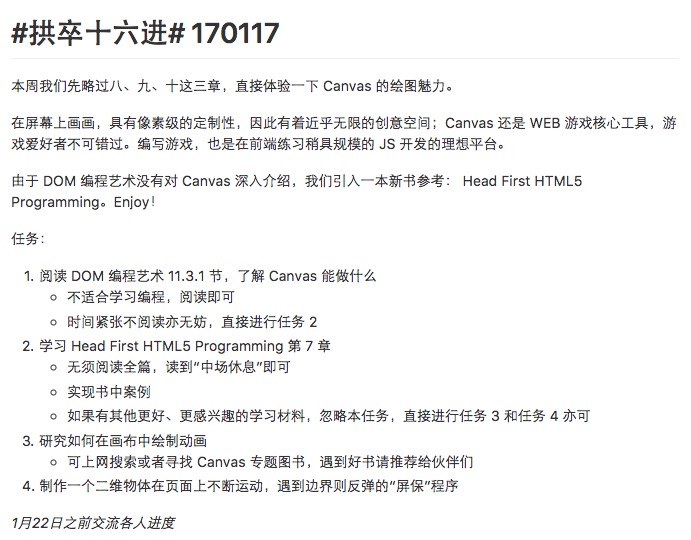 #拱卒十六进# 170117
本周我们先略过八、九、十这三章，直接体验一下 Canvas 的绘图魅力。
在屏幕上画画，具有像素级的定制性，因此有着近乎无限的创意空间；Canvas 还是 WEB 游戏核心工具，游
戏爱好者不可错过。编写游戏，也是在前端练习稍具规模的 JS 开发的理想平台。
由于 DOM 编程艺术没有对 Canvas 深入介绍，我们引入一本新书参考： Head First HTML5
Programming。Enjoy！
任务：
1. 阅读 DOM 编程艺术 11.3.1 节，了解 Canvas 能做什么
○ 不适合学习编程，阅读即可
○ 时间紧张不阅读亦无妨，直接进行任务 2
2. 学习 Head First HTML5 Programming 第 7 章
○ 无须阅读全篇，读到“中场休息”即可
○ 实现书中案例
○ 如果有其他更好、更感兴趣的学习材料，忽略本任务，直接进行任务 3 和任务 4 亦可
3. 研究如何在画布中绘制动画
○ 可上网搜索或者寻找 Canvas 专题图书，遇到好书请推荐给伙伴们
4. 制作一个二维物体在页面上不断运动，遇到边界则反弹的“屏保”程序
1月22日之前交流各人进度